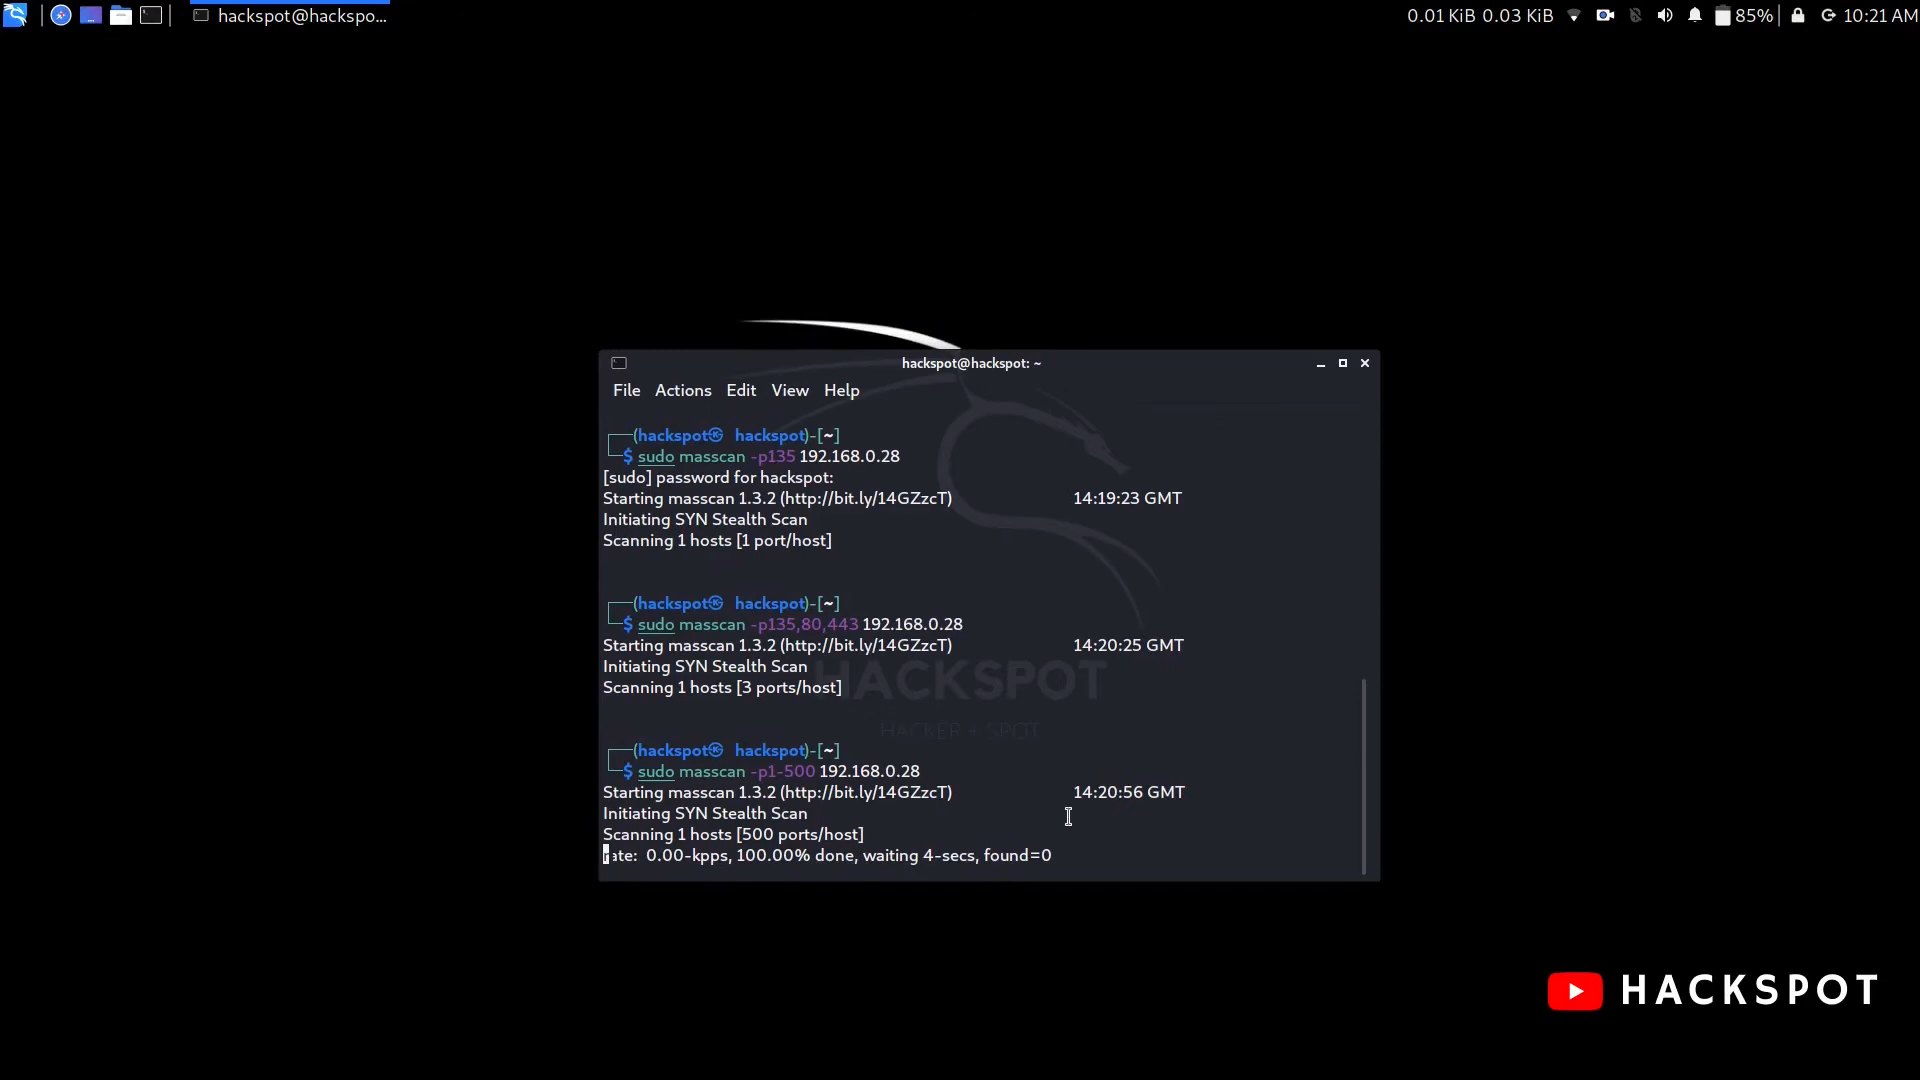 hackspot@hackspo...
0.01 KiB 0.03 KiB 85% 10:21 AM
hackspot@hackspot: ~
File Actions Edit View Help
(hackspot㉿ hackspot)-[~]
$ sudo masscan -p135 192.168.0.28
[sudo] password for hackspot:
Starting masscan 1.3.2 (http://bit.ly/14GZzcT) 14:19:23 GMT
Initiating SYN Stealth Scan
Scanning 1 hosts [1 port/host]
(hackspot㉿ hackspot)-[~]
$ sudo masscan -p135,80,443 192.168.0.28
Starting masscan 1.3.2 (http://bit.ly/14GZzcT) 14:20:25 GMT
Initiating SYN Stealth Scan
Scanning 1 hosts [3 ports/host]
HACKSPOT
HACKER + SPOT
(hackspot㉿ hackspot)-[~]
$ sudo masscan -p1-500 192.168.0.28
Starting masscan 1.3.2 (http://bit.ly/14GZzcT) 14:20:56 GMT
Initiating SYN Stealth Scan
Scanning 1 hosts [500 ports/host]
rate: 0.00-kpps, 100.00% done, waiting 4-secs, found=0
HACKSPOT